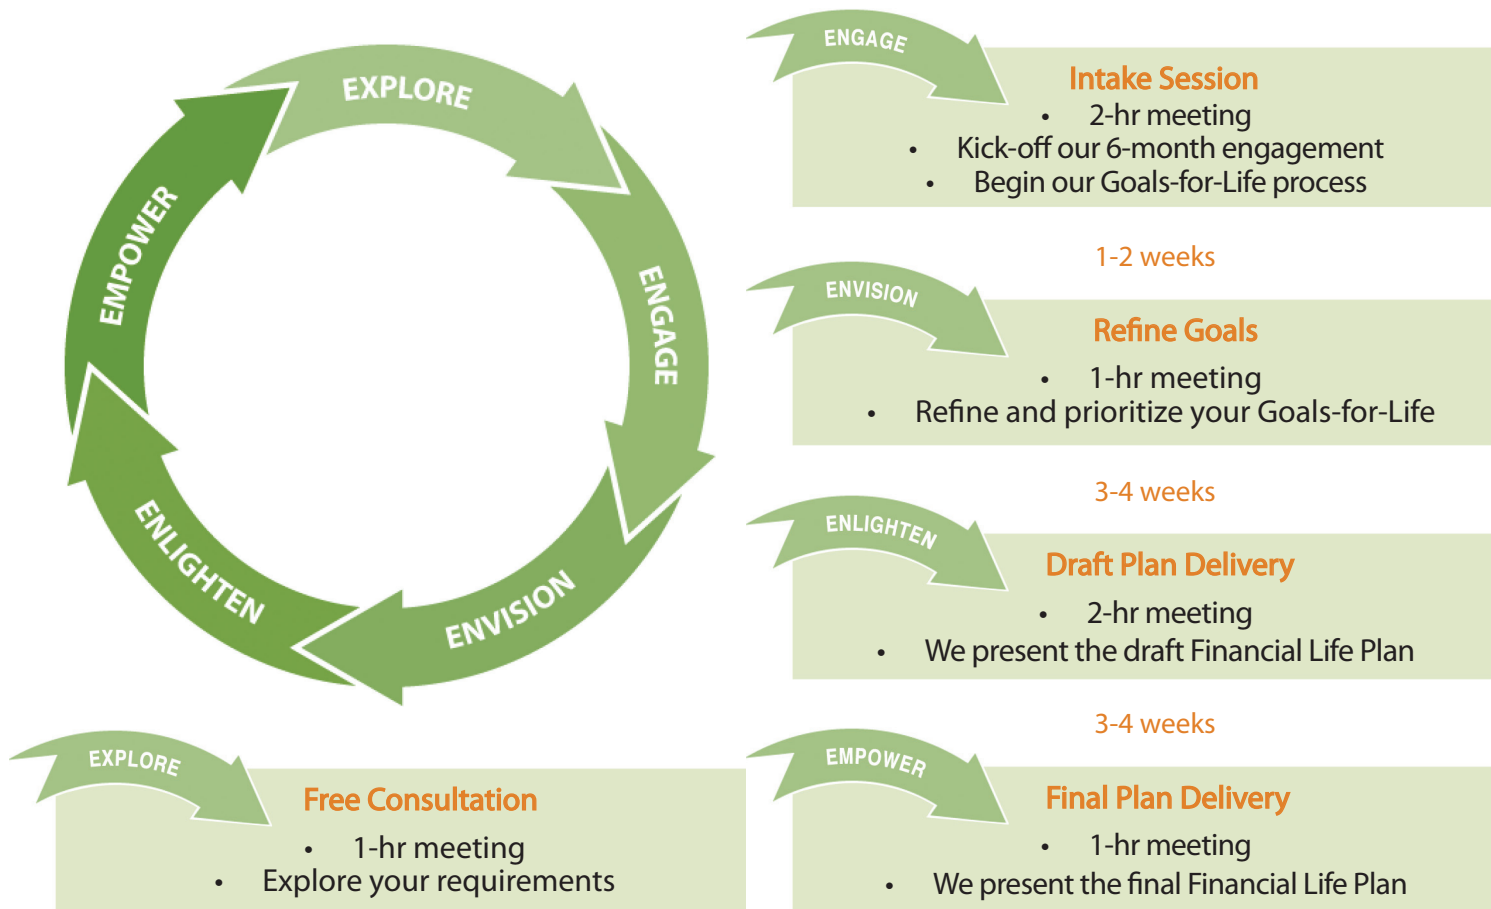 EXPLORE
ENGAGE
ENVISION
ENLIGHTEN
EMPOWER
EXPLORE
Free Consultation
• 1-hr meeting
• Explore your requirements
ENGAGE
Intake Session
• 2-hr meeting
• Kick-off our 6-month engagement
• Begin our Goals-for-Life process
1-2 weeks
ENVISION
Refine Goals
• 1-hr meeting
• Refine and prioritize your Goals-for-Life
3-4 weeks
ENLIGHTEN
Draft Plan Delivery
• 2-hr meeting
• We present the draft Financial Life Plan
3-4 weeks
EMPOWER
Final Plan Delivery
• 1-hr meeting
• We present the final Financial Life Plan